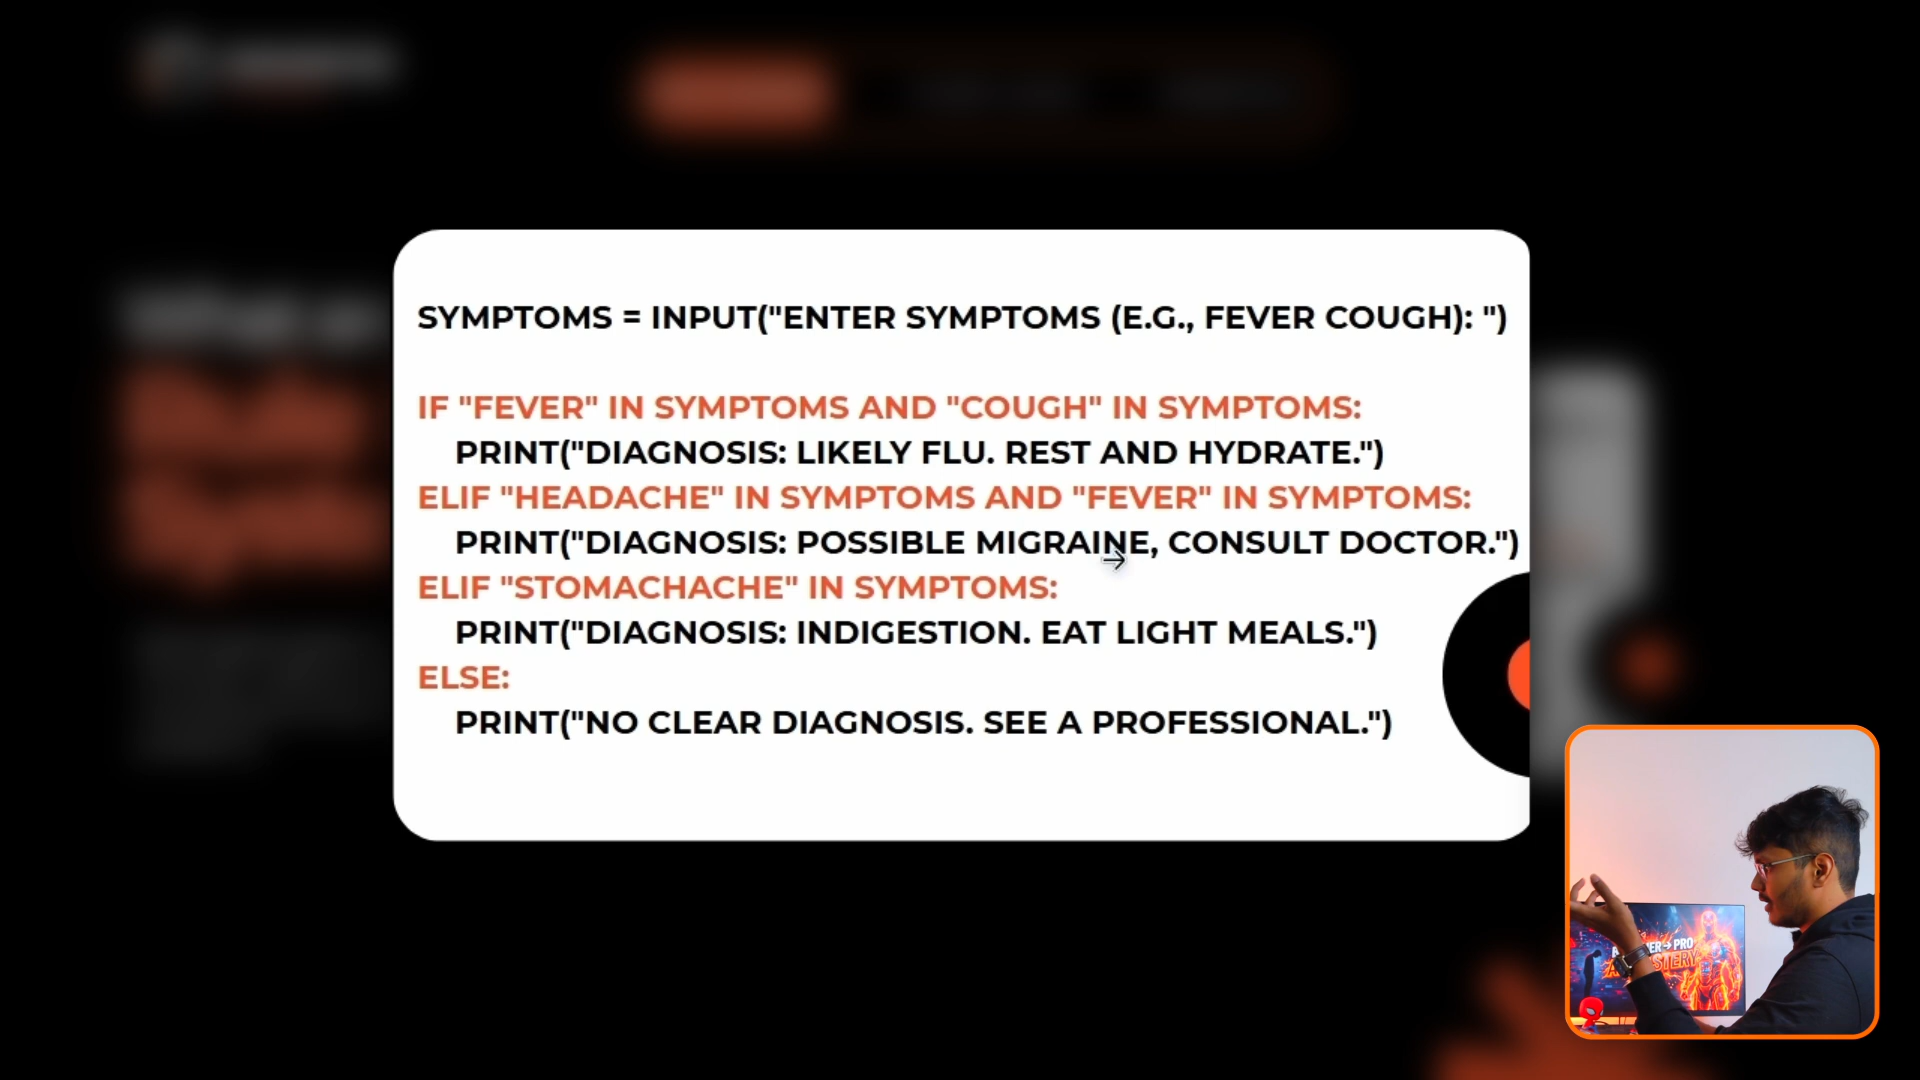 SYMPTOMS = INPUT("ENTER SYMPTOMS (E.G., FEVER COUGH): ")
IF "FEVER" IN SYMPTOMS AND "COUGH" IN SYMPTOMS:
PRINT("DIAGNOSIS: LIKELY FLU. REST AND HYDRATE.")
ELIF "HEADACHE" IN SYMPTOMS AND "FEVER" IN SYMPTOMS:
PRINT("DIAGNOSIS: POSSIBLE MIGRAINE, CONSULT DOCTOR.")
ELIF "STOMACHACHE" IN SYMPTOMS:
PRINT("DIAGNOSIS: INDIGESTION. EAT LIGHT MEALS.")
ELSE:
PRINT("NO CLEAR DIAGNOSIS. SEE A PROFESSIONAL.")
PRO